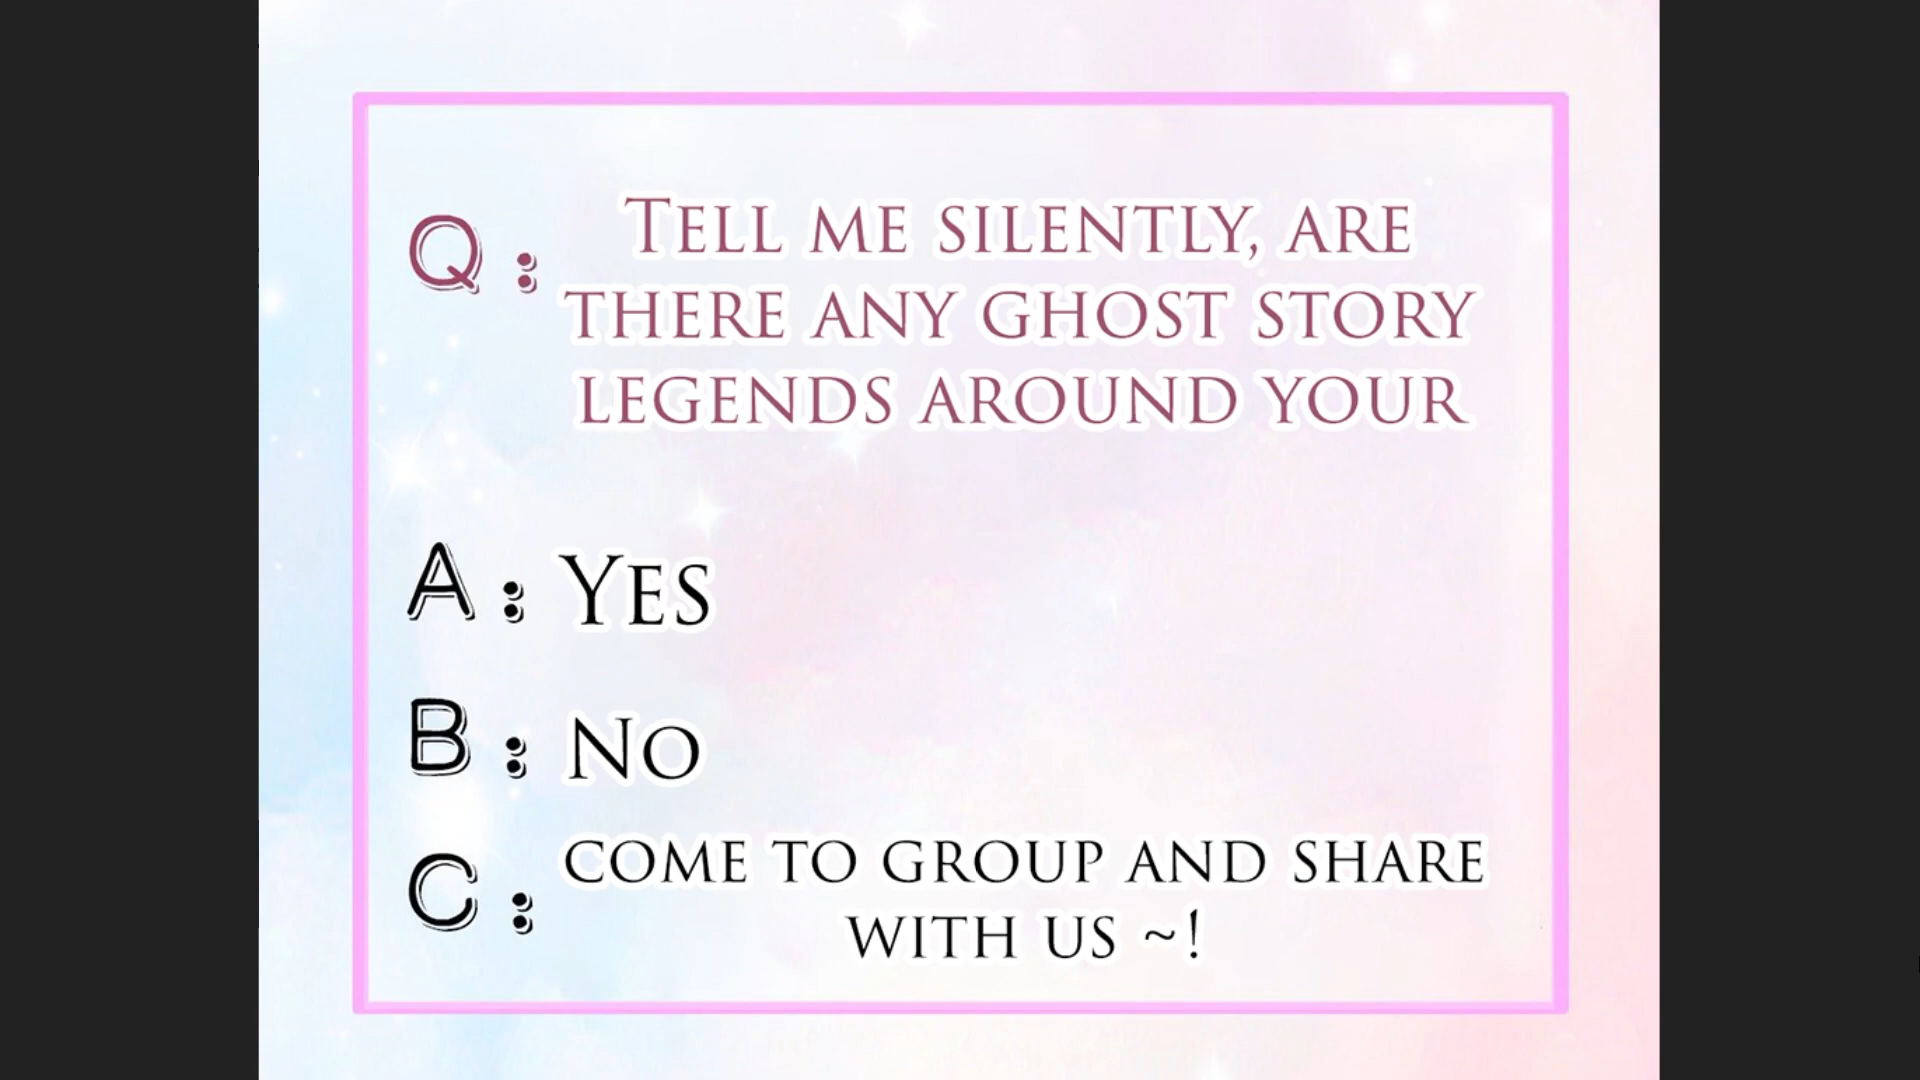 Q: TELL ME SILENTLY, ARE
THERE ANY GHOST STORY
LEGENDS AROUND YOUR
A: YES
B: NO
C: COME TO GROUP AND SHARE
WITH US ~!